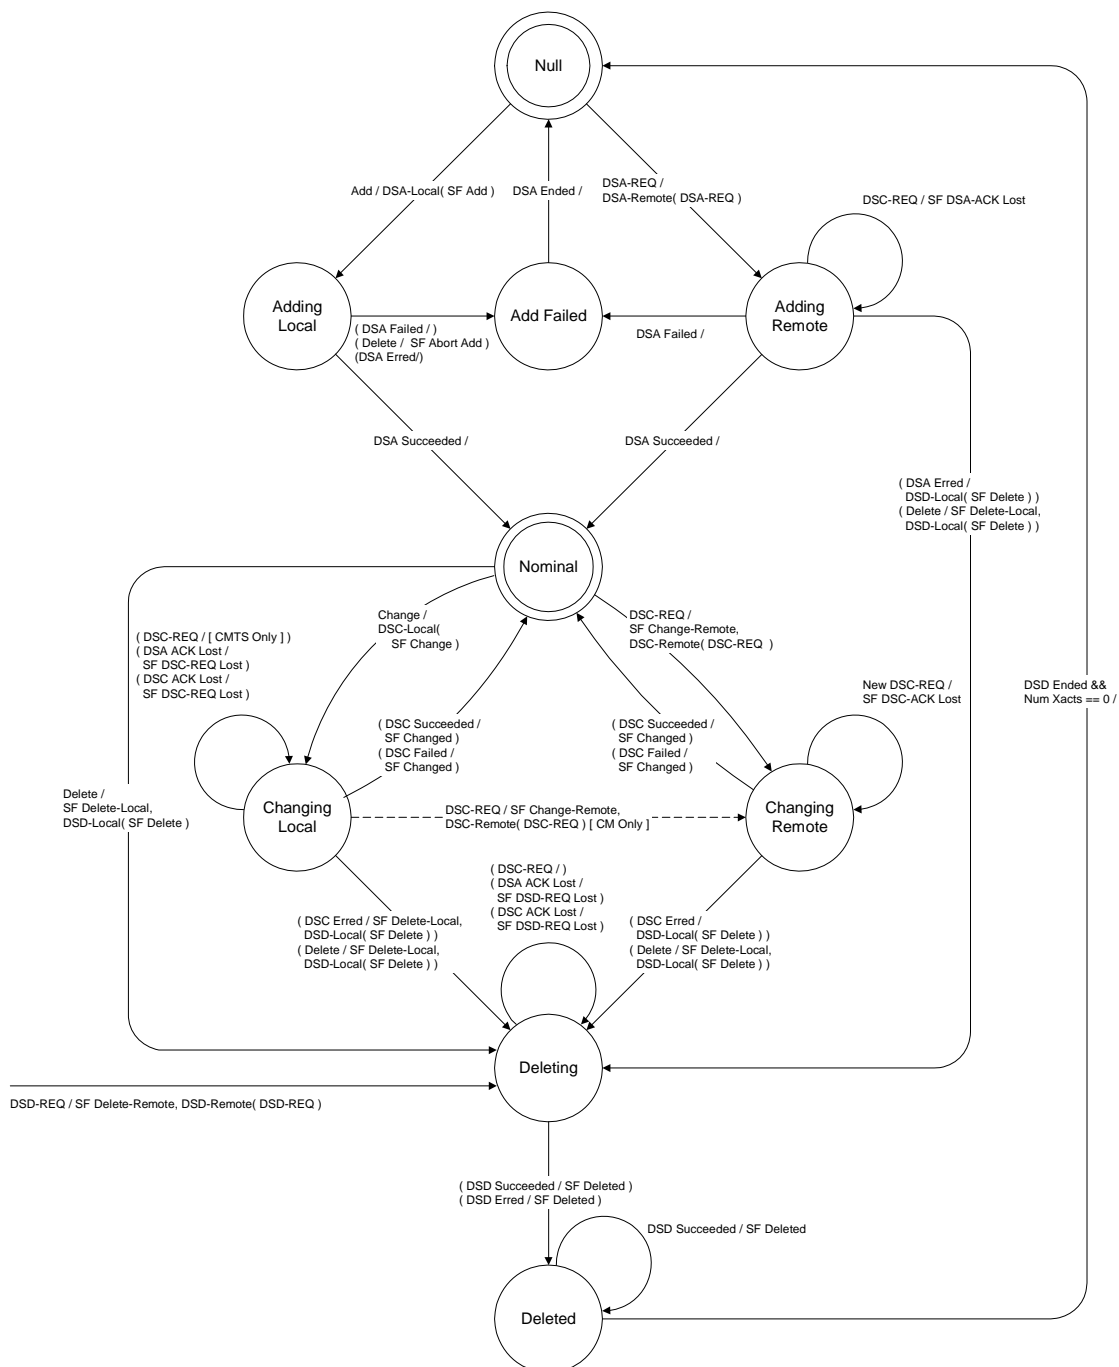 Null
Add / DSA-Local( SF Add )
DSA Ended /
DSA-REQ /
DSA-Remote( DSA-REQ )
DSC-REQ / SF DSA-ACK Lost
Adding
Local
Add Failed
Adding
Remote
( DSA Failed / )
( Delete /  SF Abort Add )
(DSA Erred/)
DSA Failed /
DSA Succeeded /
DSA Succeeded /
( DSA Erred /
DSD-Local( SF Delete ) )
( Delete / SF Delete-Local,
DSD-Local( SF Delete ) )
Nominal
( DSC-REQ / [ CMTS Only ] )
( DSA ACK Lost /
SF DSC-REQ Lost )
( DSC ACK Lost /
SF DSC-REQ Lost )
Change /
DSC-Local(
SF Change )
DSC-REQ /
SF Change-Remote,
DSC-Remote( DSC-REQ  )
New DSC-REQ /
SF DSC-ACK Lost
DSD Ended &&
Num Xacts == 0 /
( DSC Succeeded /
SF Changed )
( DSC Failed /
SF Changed )
( DSC Succeeded /
SF Changed )
( DSC Failed /
SF Changed )
Delete /
SF Delete-Local,
DSD-Local( SF Delete )
Changing
Local
DSC-REQ / SF Change-Remote,
DSC-Remote( DSC-REQ ) [ CM Only ]
Changing
Remote
( DSC-REQ / )
( DSA ACK Lost /
SF DSD-REQ Lost )
( DSC ACK Lost /
SF DSD-REQ Lost )
( DSC Erred / SF Delete-Local,
DSD-Local( SF Delete ) )
( Delete / SF Delete-Local,
DSD-Local( SF Delete ) )
( DSC Erred /
DSD-Local( SF Delete ) )
( Delete / SF Delete-Local,
DSD-Local( SF Delete ) )
Deleting
DSD-REQ / SF Delete-Remote, DSD-Remote( DSD-REQ )
( DSD Succeeded / SF Deleted )
( DSD Erred / SF Deleted )
DSD Succeeded / SF Deleted
Deleted